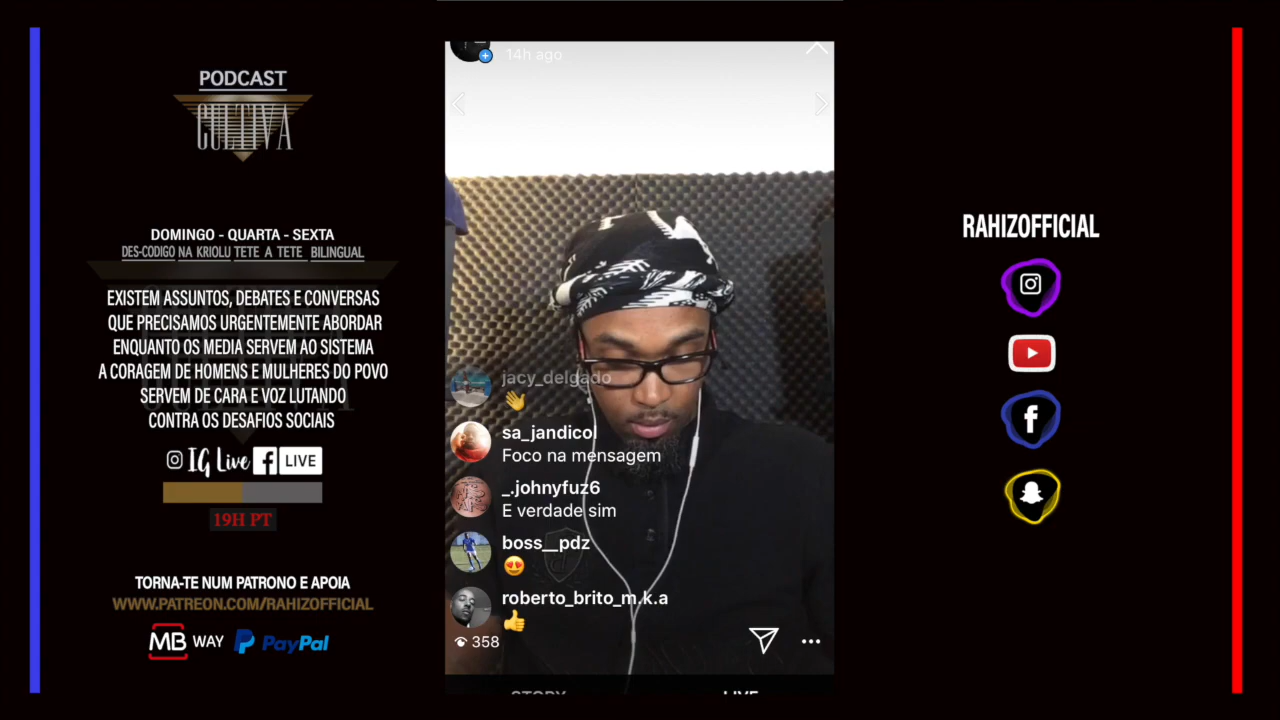 PODCAST
CULTIVA
DOMINGO - QUARTA - SEXTA
DES-CODIGO NA KRIOLU TETE A TETE BILINGUAL
EXISTEM ASSUNTOS, DEBATES E CONVERSAS
QUE PRECISAMOS URGENTEMENTE ABORDAR
ENQUANTO OS MEDIA SERVEM AO SISTEMA
A CORAGEM DE HOMENS E MULHERES DO POVO
SERVEM DE CARA E VOZ LUTANDO
CONTRA OS DESAFIOS SOCIAIS
IG Live f LIVE
19H PT
TORNA-TE NUM PATRONO E APOIA
WWW.PATREON.COM/RAHIZOFFICIAL
MB WAY PayPal
14h ago
jacy_delgado
👋
sa_jandicol
Foco na mensagem
_.johnyfuz6
E verdade sim
boss__pdz
😍
roberto_brito_m.k.a
👍
358
STORY LIVE
RAHIZOFFICIAL